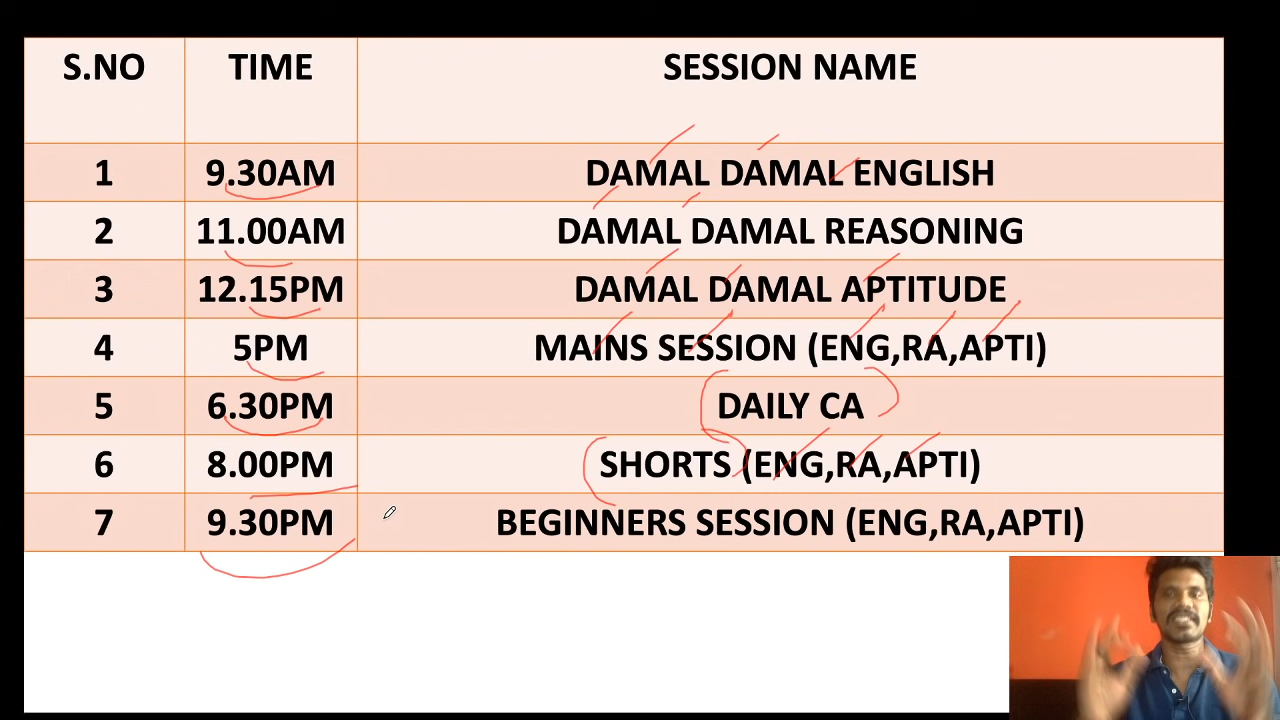 S.NO TIME SESSION NAME
1 9.30AM DAMAL DAMAL ENGLISH
2 11.00AM DAMAL DAMAL REASONING
3 12.15PM DAMAL DAMAL APTITUDE
4 5PM MAINS SESSION (ENG,RA,APTI)
5 6.30PM DAILY CA
6 8.00PM SHORTS (ENG,RA,APTI)
7 9.30PM BEGINNERS SESSION (ENG,RA,APTI)